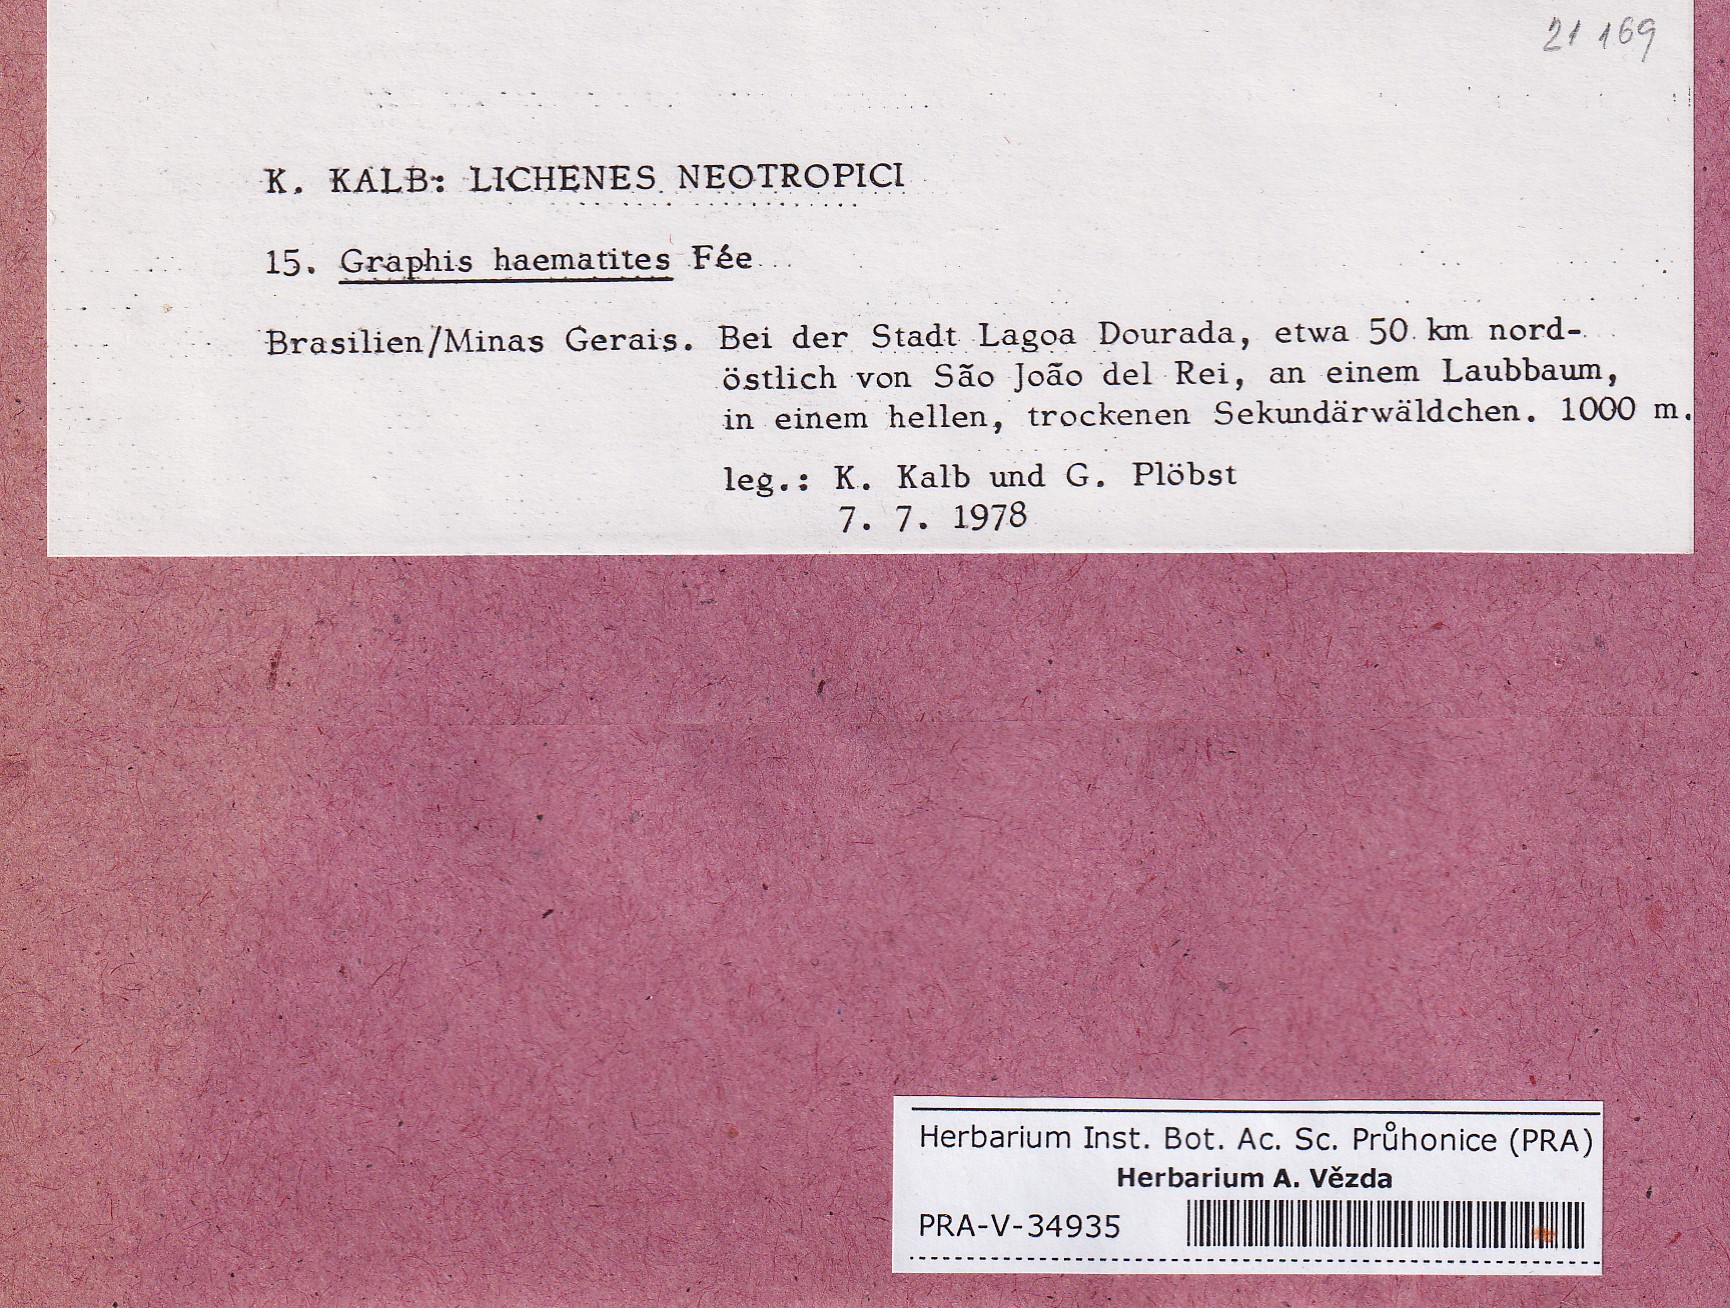 21 169
K. KALB: LICHENES NEOTROPICI
15. Graphis haematites Fée
Brasilien/Minas Gerais. Bei der Stadt Lagoa Dourada, etwa 50 km nord-
östlich von São João del Rei, an einem Laubbaum,
in einem hellen, trockenen Sekundärwäldchen. 1000 m.
leg.: K. Kalb und G. Plöbst
7. 7. 1978
Herbarium Inst. Bot. Ac. Sc. Průhonice (PRA)
Herbarium A. Vězda
PRA-V-34935